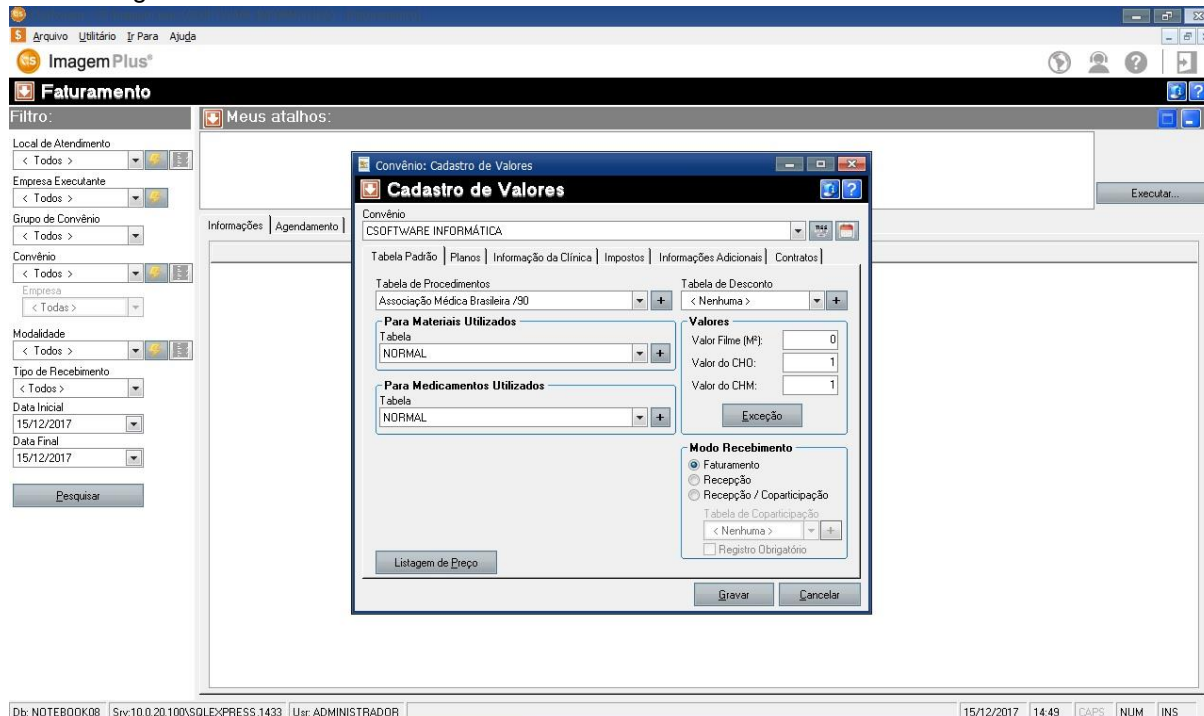 Arquivo Utilitário Ir Para Ajuda
CS ImagemPlus®
Faturamento
Filtro:
Meus atalhos:
Local de Atendimento
< Todos >
Empresa Executante
< Todos >
Grupo de Convênio
< Todos >
Convênio
< Todos >
Empresa
< Todas >
Modalidade
< Todos >
Tipo de Recebimento
< Todos >
Data Inicial
15/12/2017
Data Final
15/12/2017
Pesquisar
Executar...
Informações Agendamento
Convênio: Cadastro de Valores
Cadastro de Valores
Convênio
CSOFTWARE INFORMÁTICA
Tabela Padrão Planos Informação da Clínica Impostos Informações Adicionais Contratos
Tabela de Procedimentos
Associação Médica Brasileira /90
Tabela de Desconto
< Nenhuma >
Para Materiais Utilizados
Tabela
NORMAL
Para Medicamentos Utilizados
Tabela
NORMAL
Valores
Valor Filme (M²): 0
Valor do CHO: 1
Valor do CHM: 1
Exceção
Modo Recebimento
Faturamento
Recepção
Recepção / Coparticipação
Tabela de Coparticipação
< Nenhuma >
Registro Obrigatório
Listagem de Preço
Gravar Cancelar
Db: NOTEBOOK08 Srv:10.0.20.100\SQLEXPRESS,1433 Usr: ADMINISTRADOR 15/12/2017 14:49 CAPS NUM INS